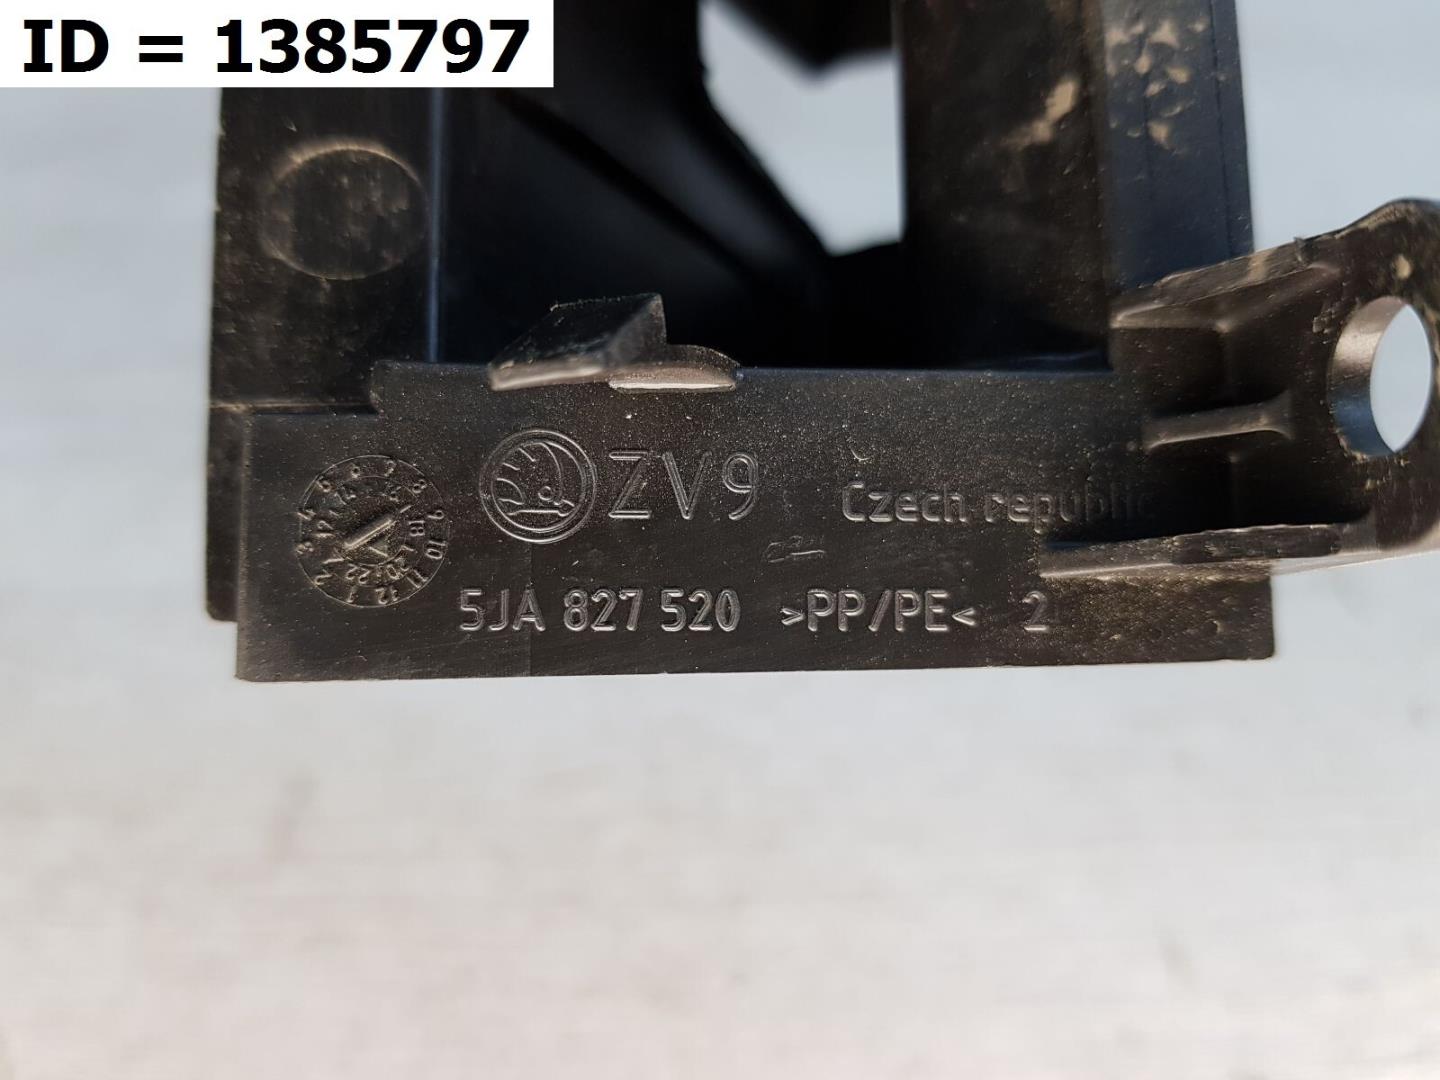 ID = 1385797
ZV9
Czech republic
5JA 827 520 >PP/PE< 2